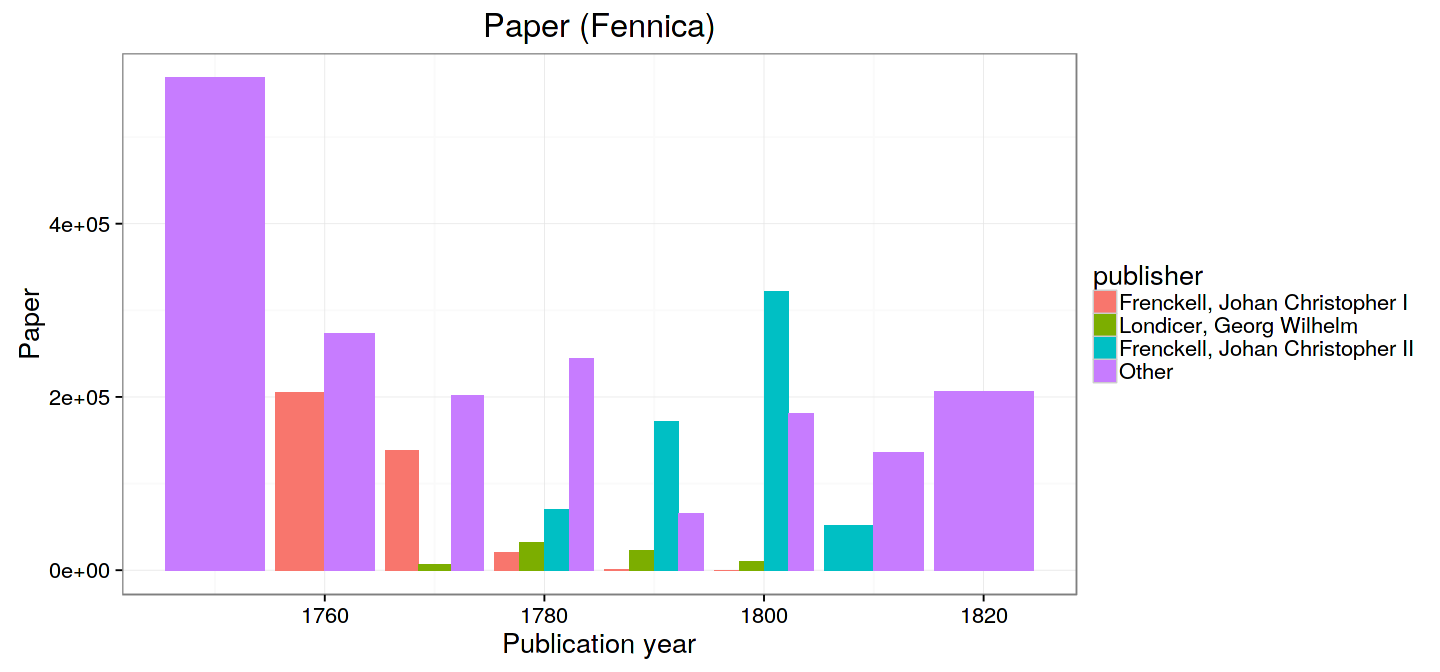 Paper (Fennica)
Paper
4e+05
2e+05
0e+00
1760 1780 1800 1820
Publication year
publisher
Frenckell, Johan Christopher I
Londicer, Georg Wilhelm
Frenckell, Johan Christopher II
Other